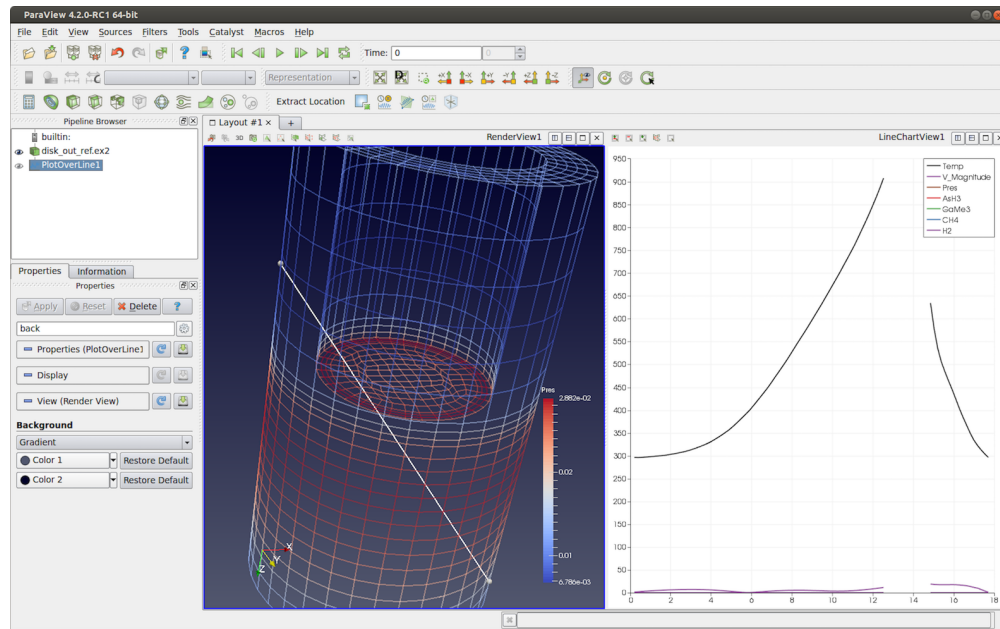 ParaView 4.2.0-RC1 64-bit
File Edit View Sources Filters Tools Catalyst Macros Help
Time: 0 0
Representation
Extract Location
Pipeline Browser
builtin:
disk_out_ref.ex2
PlotOverLine1
Properties Information
Properties
Apply Reset Delete ?
back
Properties (PlotOverLine1)
Display
View (Render View)
Background
Gradient
Color 1 Restore Default
Color 2 Restore Default
Layout #1 × +
3D
RenderView1
Pres
2.882e-02
0.02
0.01
6.786e-03
X
Y
Z
LineChartView1
950
900
850
800
750
700
650
600
550
500
450
400
350
300
250
200
150
100
50
0
0 2 4 6 8 10 12 14 16 18
Temp
V_Magnitude
Pres
AsH3
GaMe3
CH4
H2